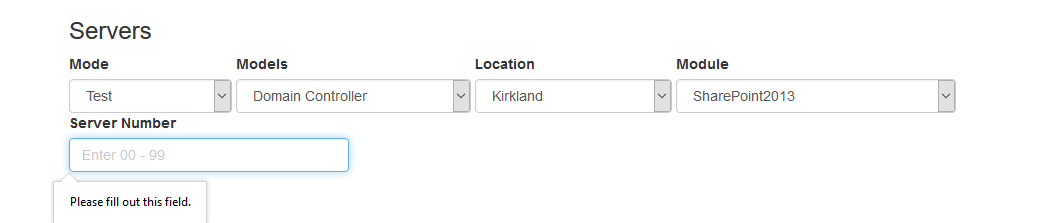 Servers
Mode Models Location Module
Test Domain Controller Kirkland SharePoint2013
Server Number
Enter 00 - 99
Please fill out this field.